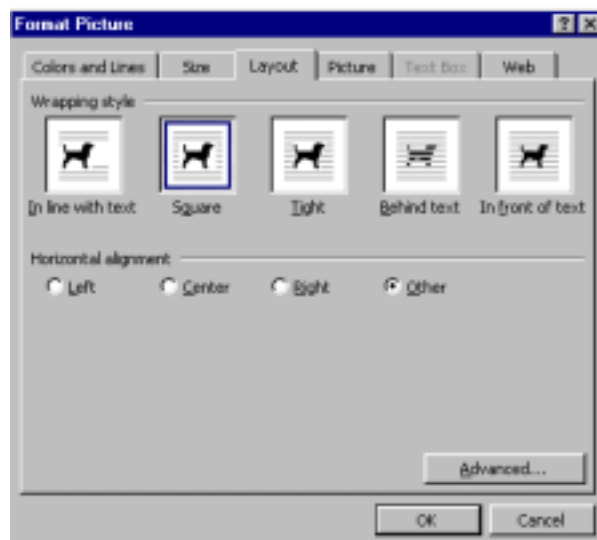 Format Picture
Colors and Lines Size Layout Picture Text Box Web
Wrapping style
In line with text Square Tight Behind text In front of text
Horizontal alignment
Left Center Right Other
Advanced...
OK Cancel